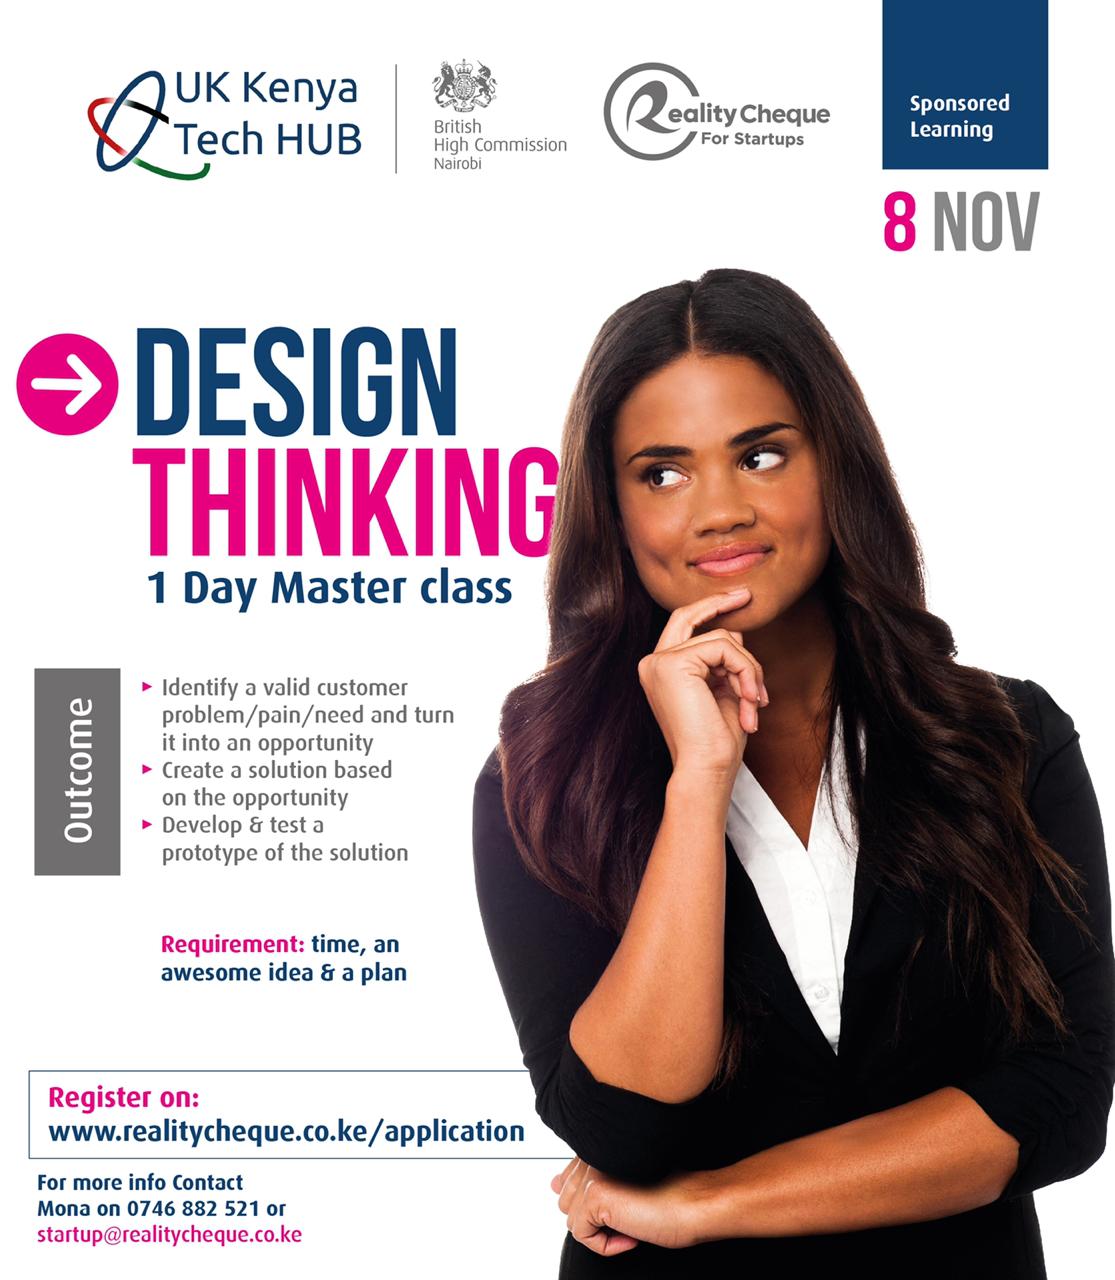 UK Kenya
Tech HUB
British
High Commission
Nairobi
Reality Cheque
For Startups
Sponsored
Learning
8 NOV
DESIGN
THINKING
1 Day Master class
Outcome
Identify a valid customer
problem/pain/need and turn
it into an opportunity
Create a solution based
on the opportunity
Develop & test a
prototype of the solution
Requirement: time, an
awesome idea & a plan
Register on:
www.realitycheque.co.ke/application
For more info Contact
Mona on 0746 882 521 or
startup@realitycheque.co.ke